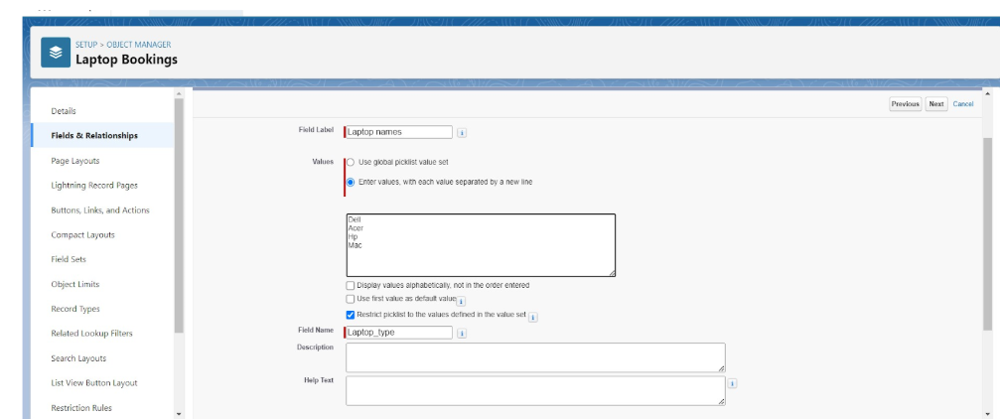 SETUP > OBJECT MANAGER
Laptop Bookings
Details
Fields & Relationships
Page Layouts
Lightning Record Pages
Buttons, Links, and Actions
Compact Layouts
Field Sets
Object Limits
Record Types
Related Lookup Filters
Search Layouts
List View Button Layout
Restriction Rules
Previous Next Cancel
Field Label Laptop names i
Values Use global picklist value set
Enter values, with each value separated by a new line
Dell
Acer
Hp
Mac
Display values alphabetically, not in the order entered
Use first value as default value i
Restrict picklist to the values defined in the value set i
Field Name Laptop_type i
Description
Help Text i